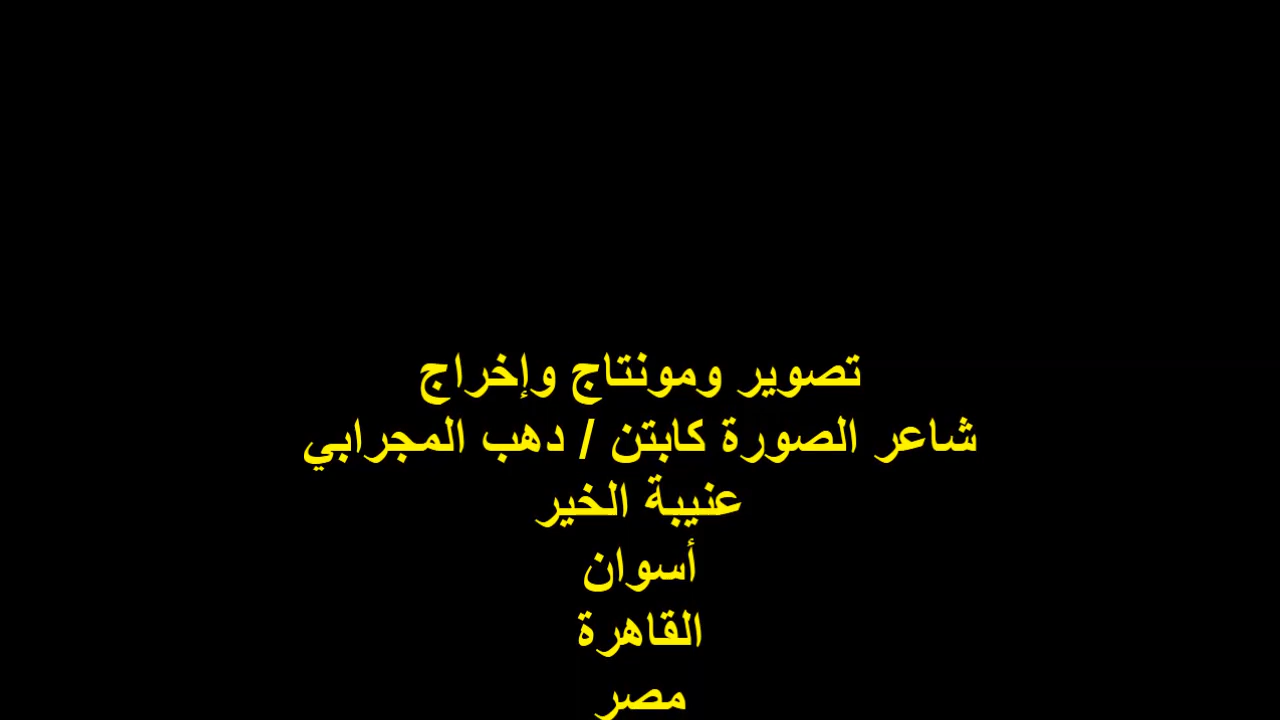 تصوير ومونتاج وإخراج
شاعر الصورة كابتن / دهب المجرابي
عنيبة الخير
أسوان
القاهرة
مصر